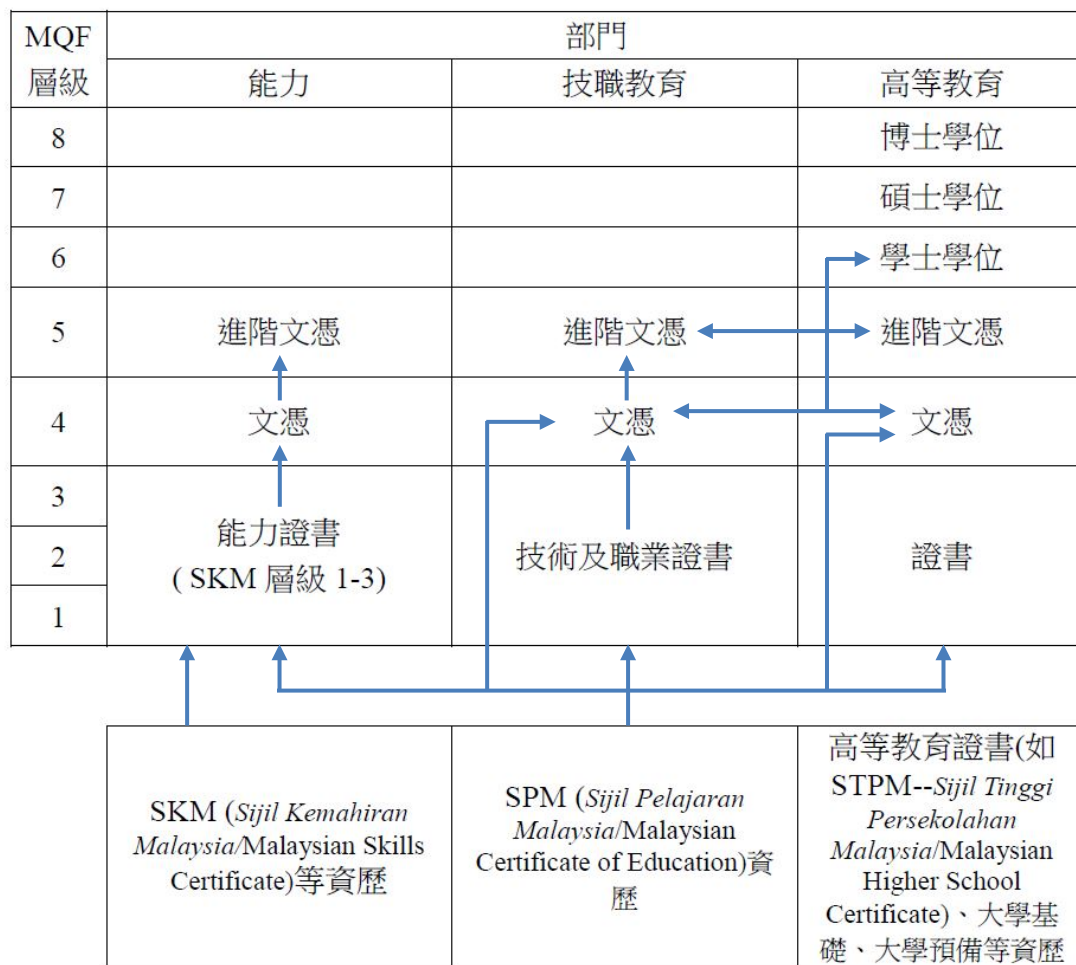 MQF
層級
部門
能力
技職教育
高等教育
8
博士學位
7
碩士學位
6
學士學位
5
進階文憑
進階文憑
進階文憑
4
文憑
文憑
文憑
3
2
1
能力證書
( SKM 層級 1-3)
技術及職業證書
證書
SKM (Sijil Kemahiran
Malaysia/Malaysian Skills
Certificate)等資歷
SPM (Sijil Pelajaran
Malaysia/Malaysian
Certificate of Education)資
歷
高等教育證書(如
STPM--Sijil Tinggi
Persekolahan
Malaysia/Malaysian
Higher School
Certificate)、大學基
礎、大學預備等資歷